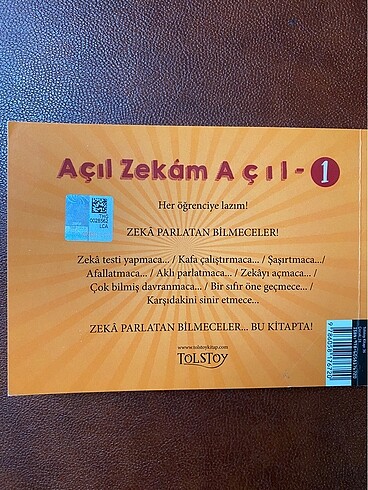 Açıl Zekâm Açıl-1
Her öğrenciye lazım!
ZEKÂ PARLATAN BİLMECELER!
Zekâ testi yapmaca... / Kafa çalıştırmaca... / Şaşırtmaca.../
Afallatmaca... / Aklı parlatmaca... / Zekâyı açmaca... /
Çok bilmiş davranmaca... / Bir sıfır öne geçmece... /
Karşıdakini sinir etmece...
ZEKÂ PARLATAN BİLMECELER... BU KİTAPTA!
www.tolstoykitap.com
TOLSTOY